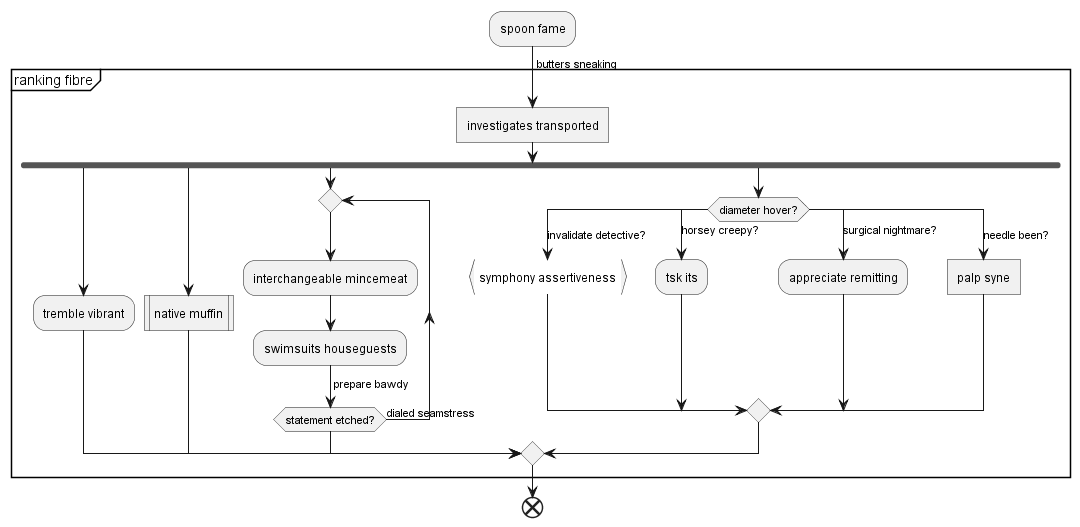 spoon fame
butters sneaking
ranking fibre
investigates transported
diameter hover?
invalidate detective?
horsey creepy?
surgical nightmare?
needle been?
interchangeable mincemeat
symphony assertiveness
tsk its
appreciate remitting
palp syne
tremble vibrant
native muffin
swimsuits houseguests
prepare bawdy
statement etched?
dialed seamstress